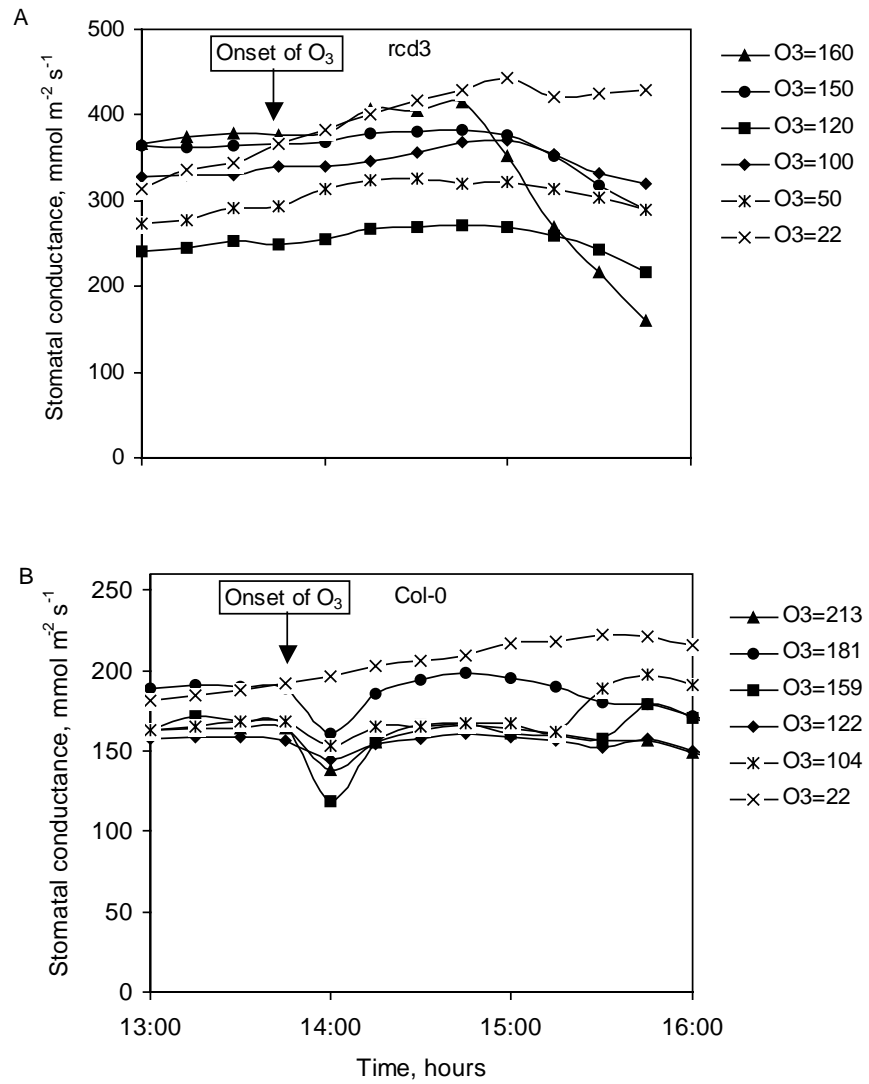 A
Stomatal conductance, mmol m⁻² s⁻¹
500
400
300
200
100
0
Onset of O₃
rcd3
O3=160
O3=150
O3=120
O3=100
O3=50
O3=22
B
Stomatal conductance, mmol m⁻² s⁻¹
250
200
150
100
50
0
Onset of O₃
Col-0
O3=213
O3=181
O3=159
O3=122
O3=104
O3=22
13:00 14:00 15:00 16:00
Time, hours